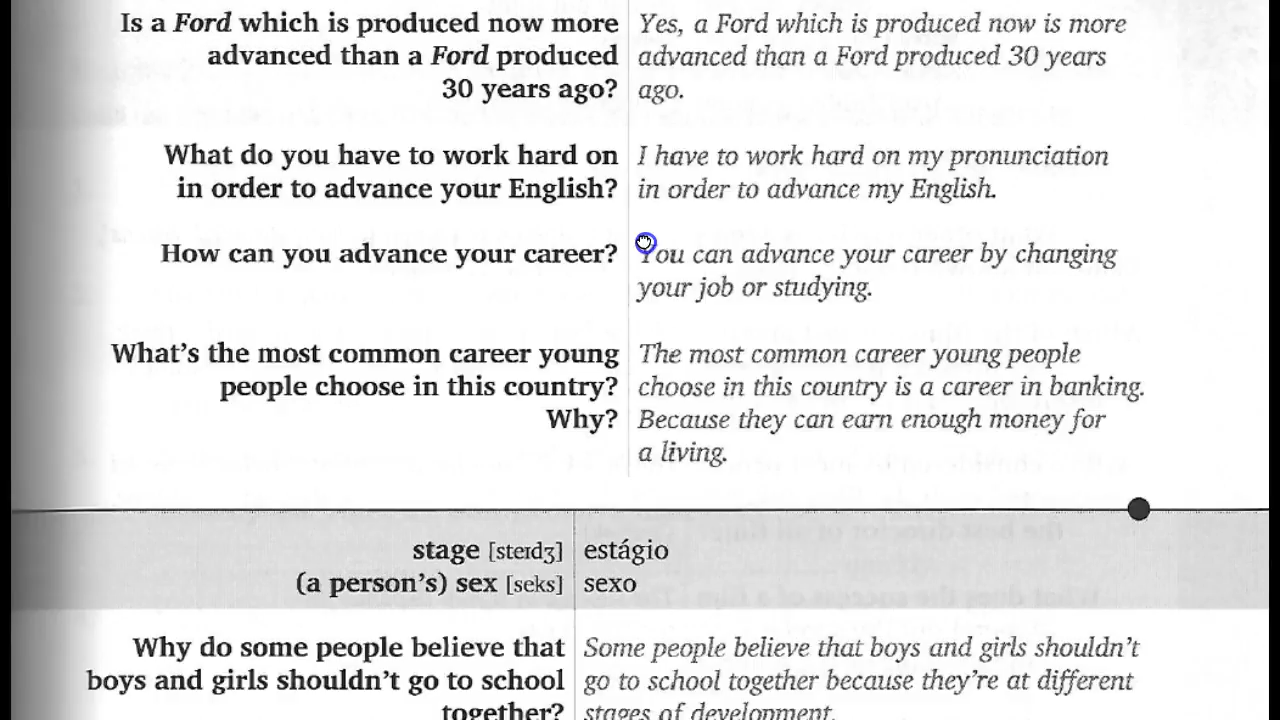 Is a Ford which is produced now more
advanced than a Ford produced
30 years ago?
Yes, a Ford which is produced now is more
advanced than a Ford produced 30 years
ago.
What do you have to work hard on
in order to advance your English?
I have to work hard on my pronunciation
in order to advance my English.
How can you advance your career?
You can advance your career by changing
your job or studying.
What's the most common career young
people choose in this country?
Why?
The most common career young people
choose in this country is a career in banking.
Because they can earn enough money for
a living.
stage [steɪdʒ] estágio
(a person's) sex [seks] sexo
Why do some people believe that
boys and girls shouldn't go to school
together?
Some people believe that boys and girls shouldn't
go to school together because they're at different
stages of development.